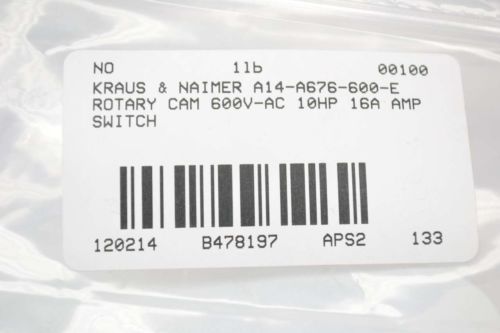 NO 1lb 00100
KRAUS & NAIMER A14-A676-600-E
ROTARY CAM 600V-AC 10HP 16A AMP
SWITCH
120214 B478197 APS2 133